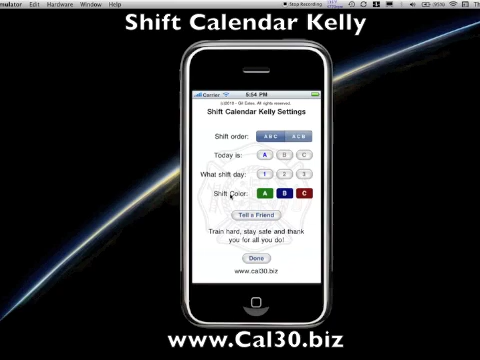 mulator Edit Hardware Window Help
Stop Recording
Shift Calendar Kelly
Carrier 5:54 PM
Shift Calendar Kelly Settings
Shift order: A B C A C B
Today is: A B C
What shift day: 1 2 3
Shift Color: A B C
Tell a Friend
Train hard, stay safe and thank
you for all you do!
Done
www.cal30.biz
www.Cal30.biz